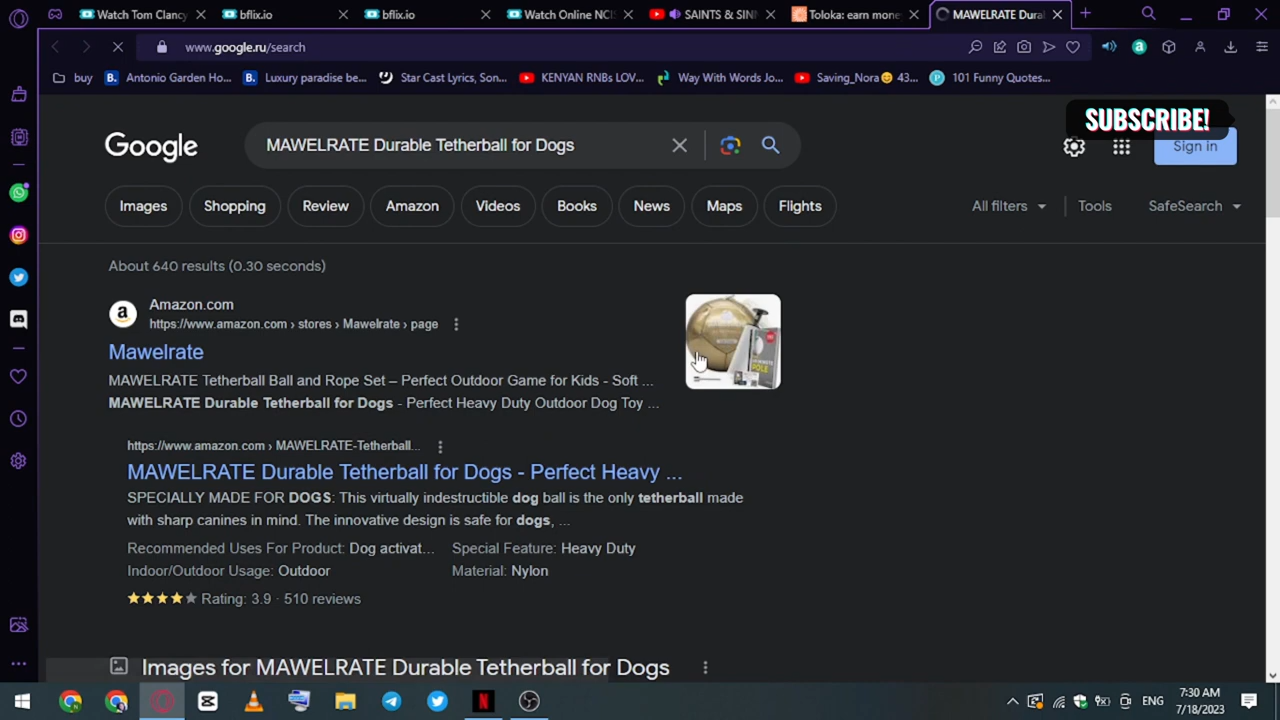 Watch Tom Clancy
bflix.io
bflix.io
Watch Online NCIS
SAINTS & SINN
Toloka: earn mone
MAWELRATE Dura
www.google.ru/search
buy
Antonio Garden Ho...
Luxury paradise be...
Star Cast Lyrics, Son...
KENYAN RNBs LOV...
Way With Words Jo...
Saving_Nora😊 43...
101 Funny Quotes...
SUBSCRIBE!
Google
MAWELRATE Durable Tetherball for Dogs
Sign in
Images
Shopping
Review
Amazon
Videos
Books
News
Maps
Flights
All filters
Tools
SafeSearch
About 640 results (0.30 seconds)
Amazon.com
https://www.amazon.com › stores › Mawelrate › page
Mawelrate
MAWELRATE Tetherball Ball and Rope Set – Perfect Outdoor Game for Kids - Soft ...
MAWELRATE Durable Tetherball for Dogs - Perfect Heavy Duty Outdoor Dog Toy ...
POLE
https://www.amazon.com › MAWELRATE-Tetherball...
MAWELRATE Durable Tetherball for Dogs - Perfect Heavy ...
SPECIALLY MADE FOR DOGS: This virtually indestructible dog ball is the only tetherball made
with sharp canines in mind. The innovative design is safe for dogs, ...
Recommended Uses For Product: Dog activat...
Special Feature: Heavy Duty
Indoor/Outdoor Usage: Outdoor
Material: Nylon
Rating: 3.9 · 510 reviews
Images for MAWELRATE Durable Tetherball for Dogs
ENG
7:30 AM
7/18/2023